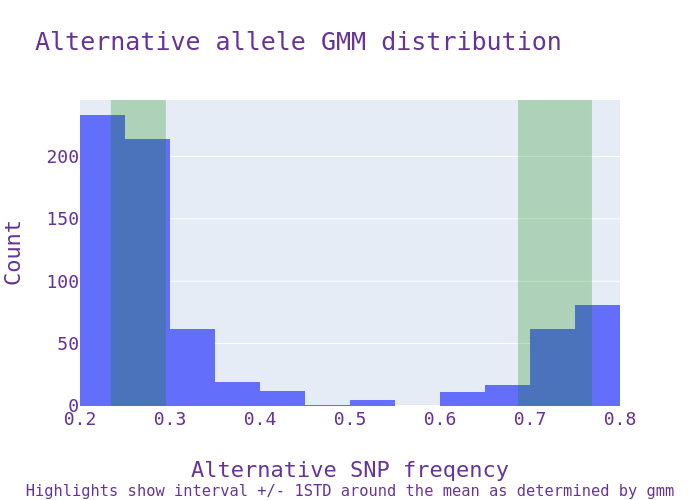 Alternative allele GMM distribution
Count
200
150
100
50
0
0.2 0.3 0.4 0.5 0.6 0.7 0.8
Alternative SNP freqency
Highlights show interval +/- 1STD around the mean as determined by gmm